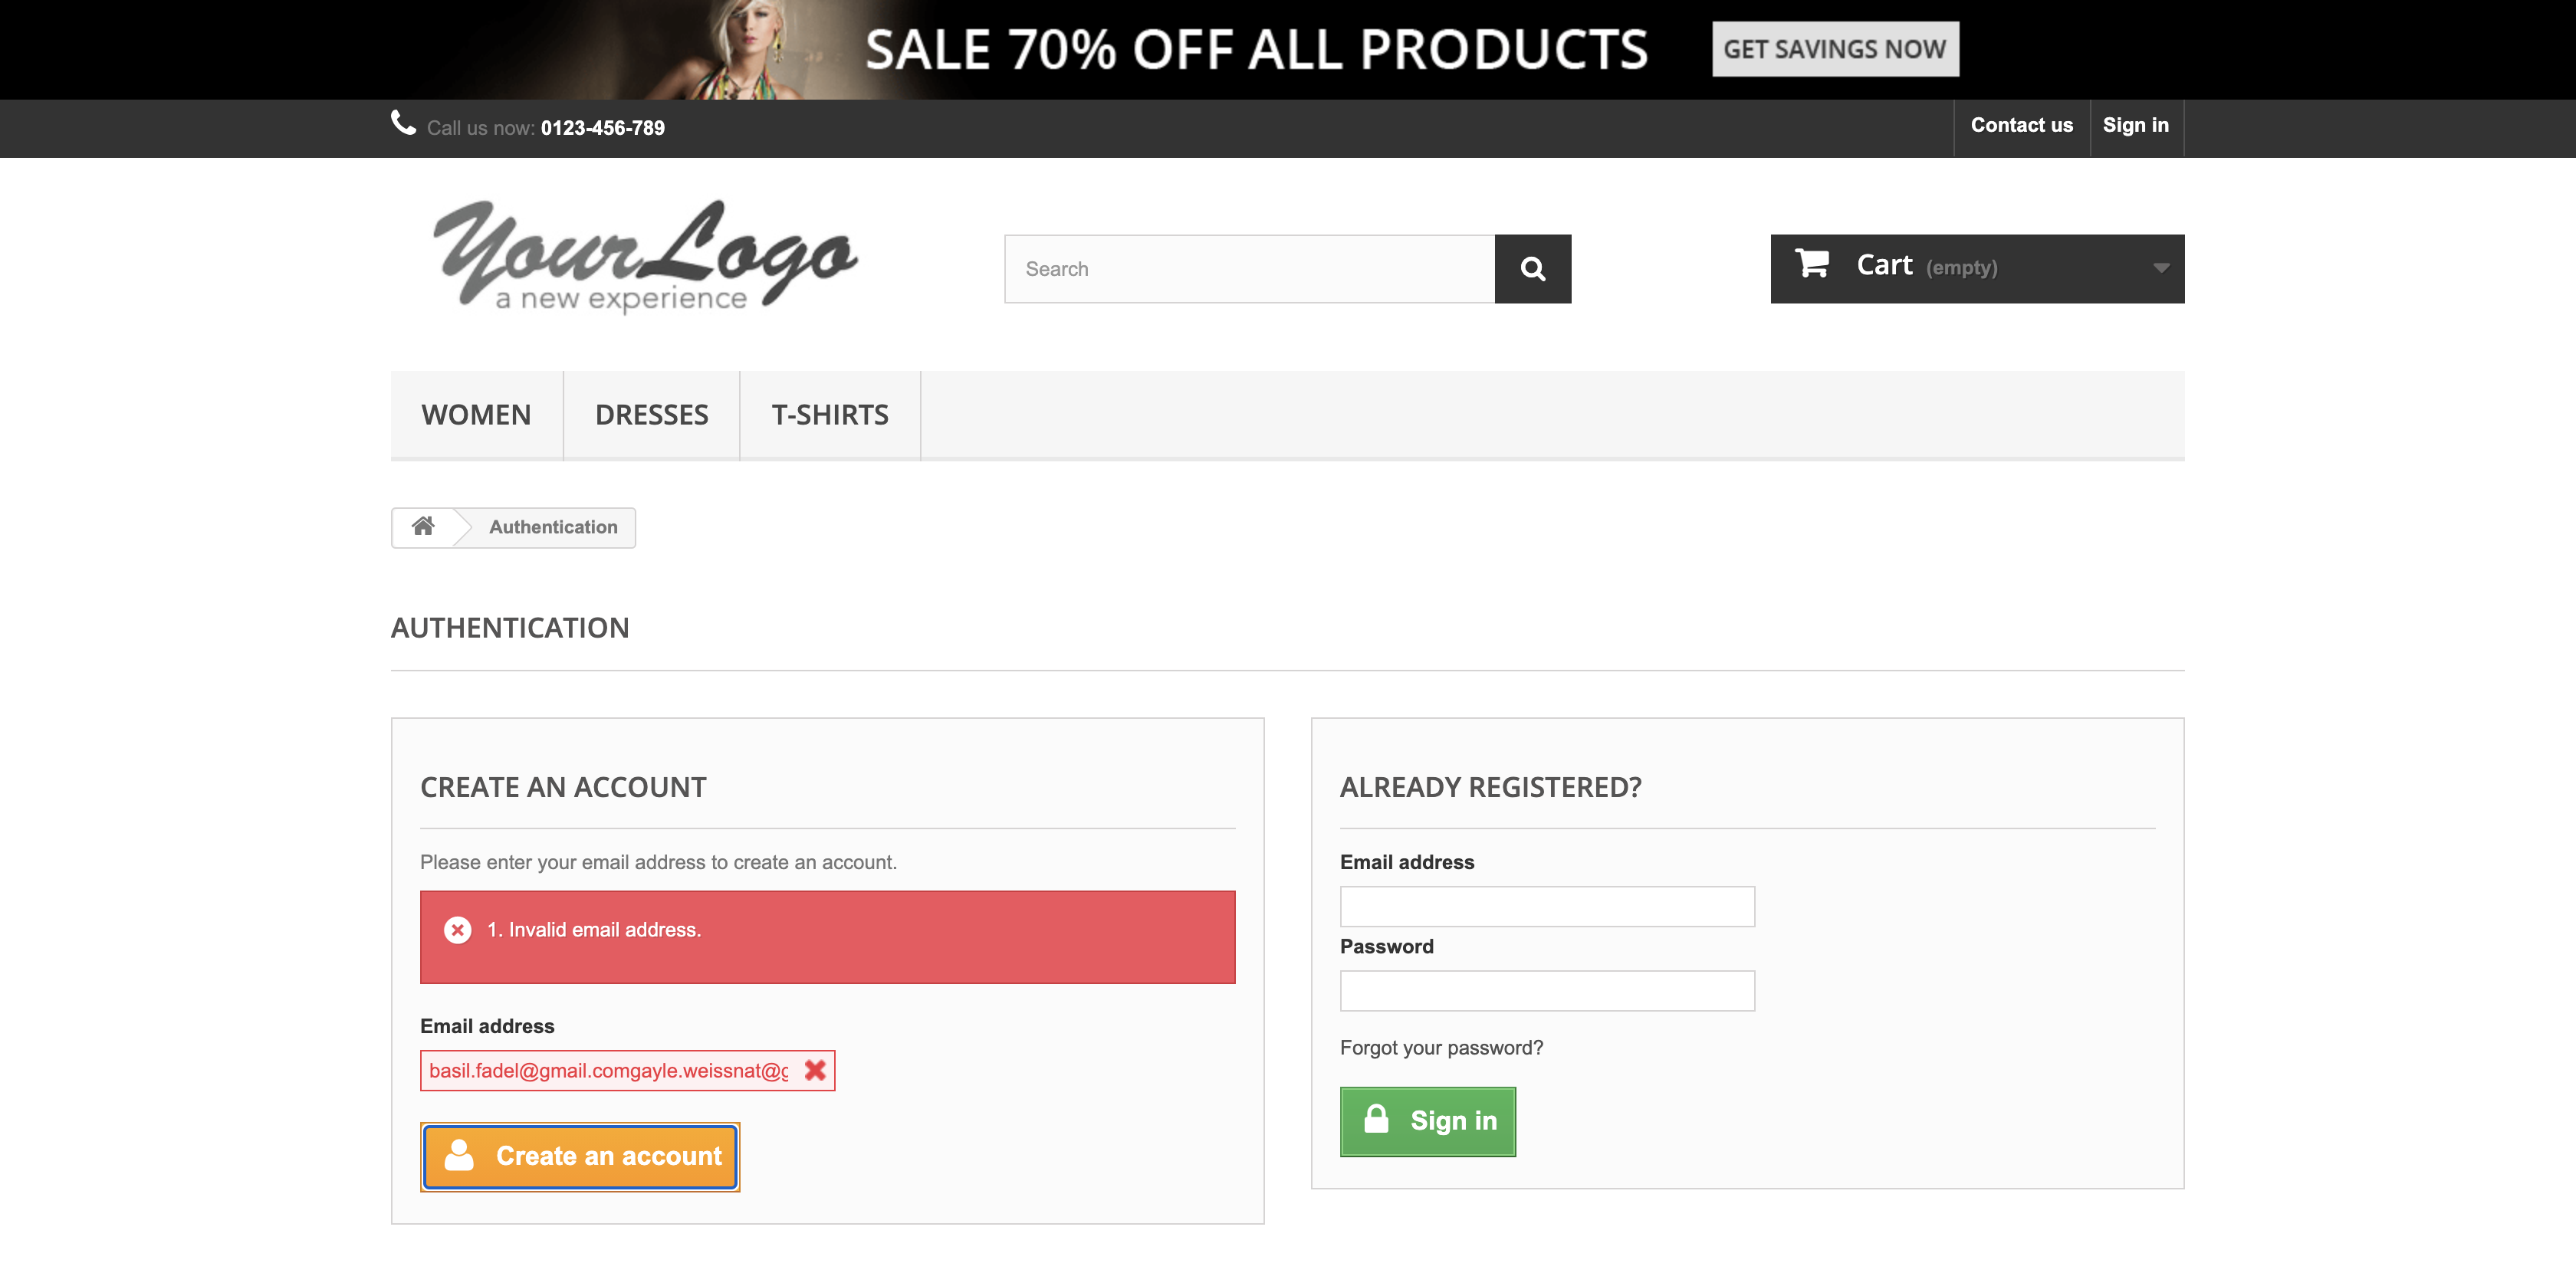 SALE 70% OFF ALL PRODUCTS GET SAVINGS NOW
Call us now: 0123-456-789 Contact us Sign in
Your Logo
a new experience
Search
Cart (empty)
WOMEN DRESSES T-SHIRTS
Authentication
AUTHENTICATION
CREATE AN ACCOUNT
Please enter your email address to create an account.
1. Invalid email address.
Email address
basil.fadel@gmail.comgayle.weissnat@g
Create an account
ALREADY REGISTERED?
Email address
Password
Forgot your password?
Sign in